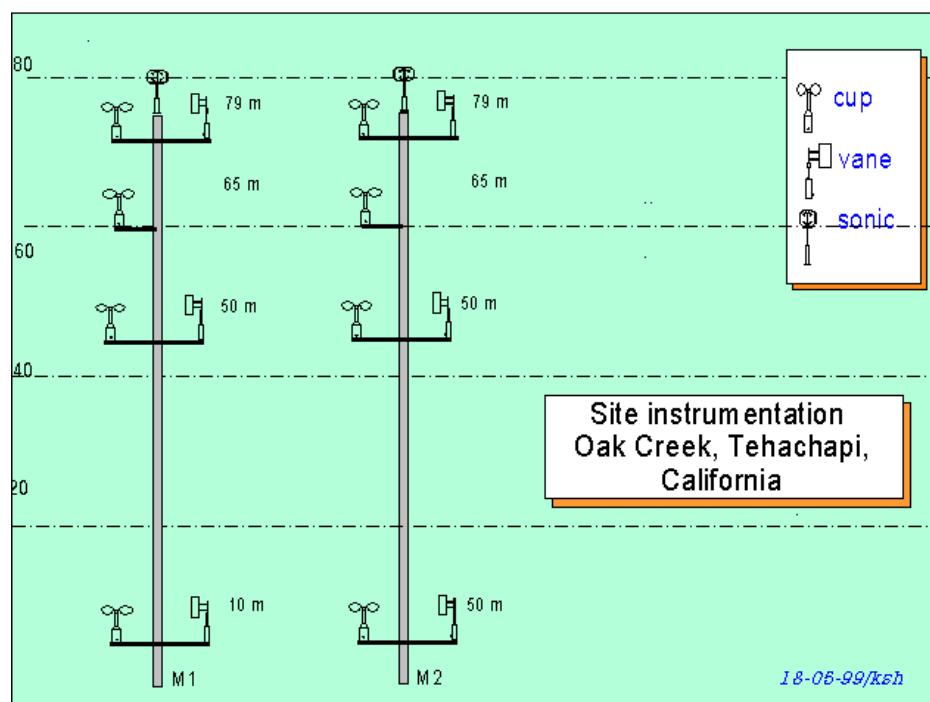 80
79 m
79 m
cup
vane
65 m
65 m
sonic
60
50 m
50 m
40
Site instrumentation
Oak Creek, Tehachapi,
California
20
10 m
50 m
M1
M2
18-05-99/ksh